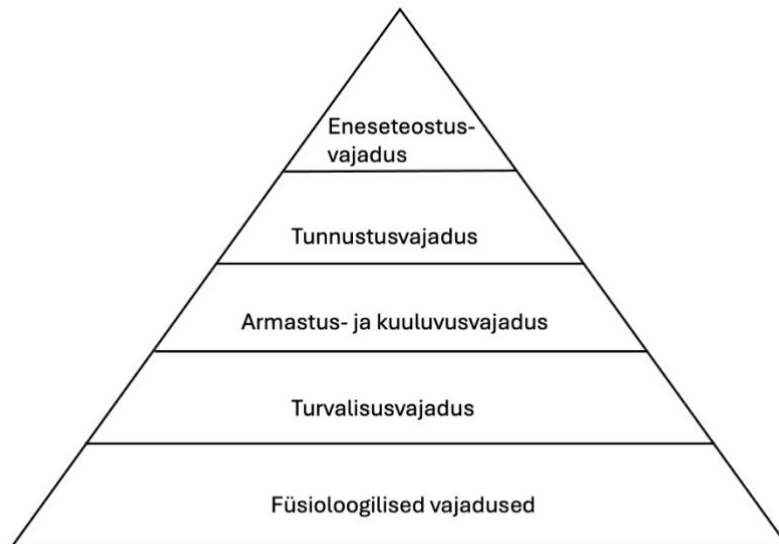 Eneseteostus-
vajadus
Tunnustusvajadus
Armastus- ja kuuluvusvajadus
Turvalisusvajadus
Füsioloogilised vajadused